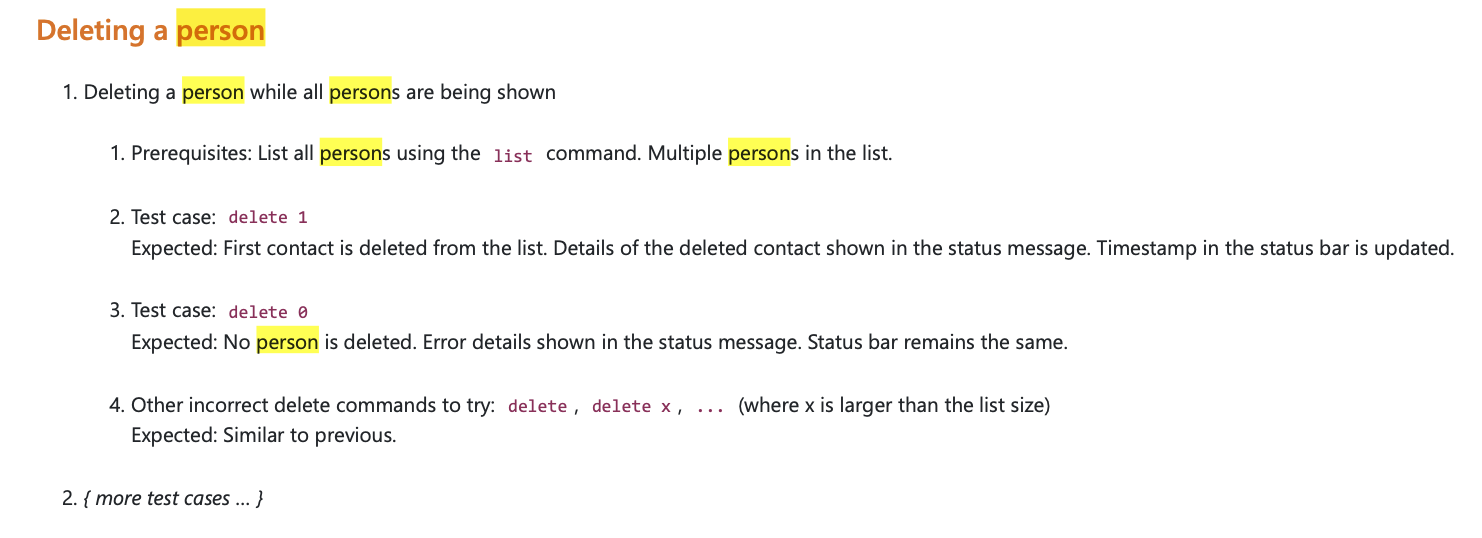 Deleting a person
1. Deleting a person while all persons are being shown
1. Prerequisites: List all persons using the list command. Multiple persons in the list.
2. Test case: delete 1
Expected: First contact is deleted from the list. Details of the deleted contact shown in the status message. Timestamp in the status bar is updated.
3. Test case: delete 0
Expected: No person is deleted. Error details shown in the status message. Status bar remains the same.
4. Other incorrect delete commands to try: delete, delete x, ... (where x is larger than the list size)
Expected: Similar to previous.
2. { more test cases … }